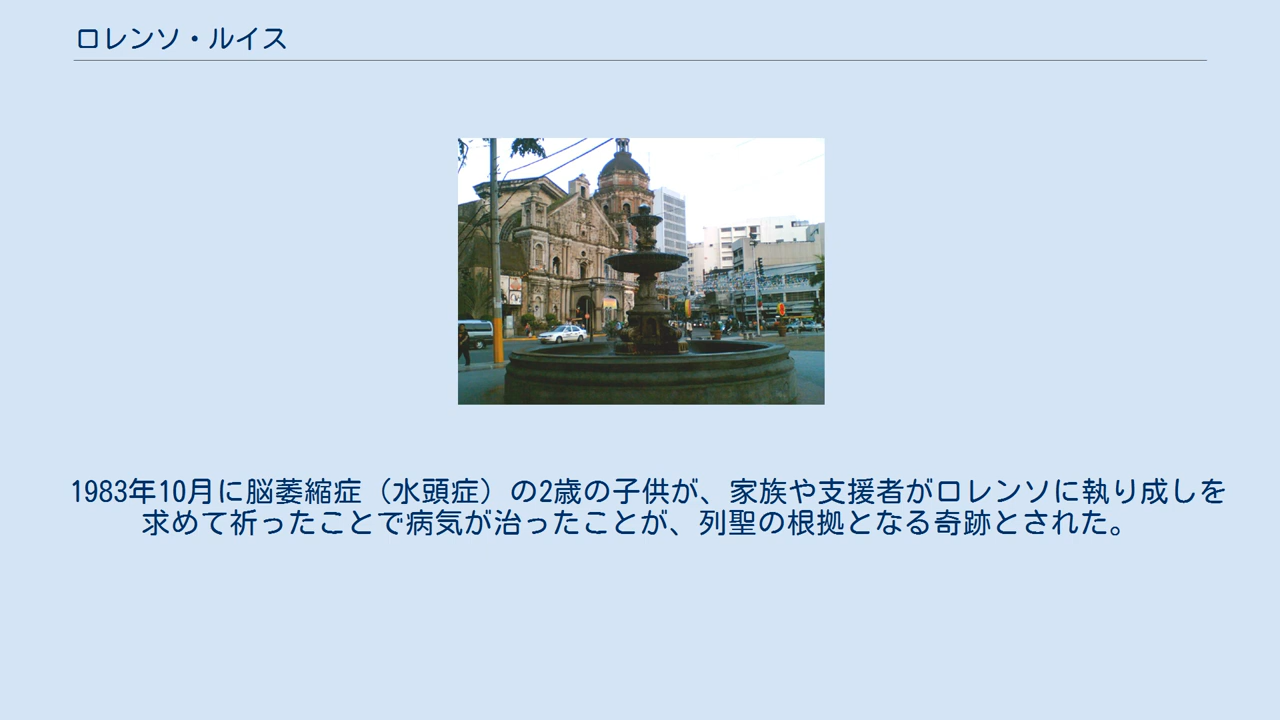 ロレンソ・ルイス
1983年10月に脳萎縮症（水頭症）の2歳の子供が、家族や支援者がロレンソに執り成しを
求めて祈ったことで病気が治ったことが、列聖の根拠となる奇跡とされた。